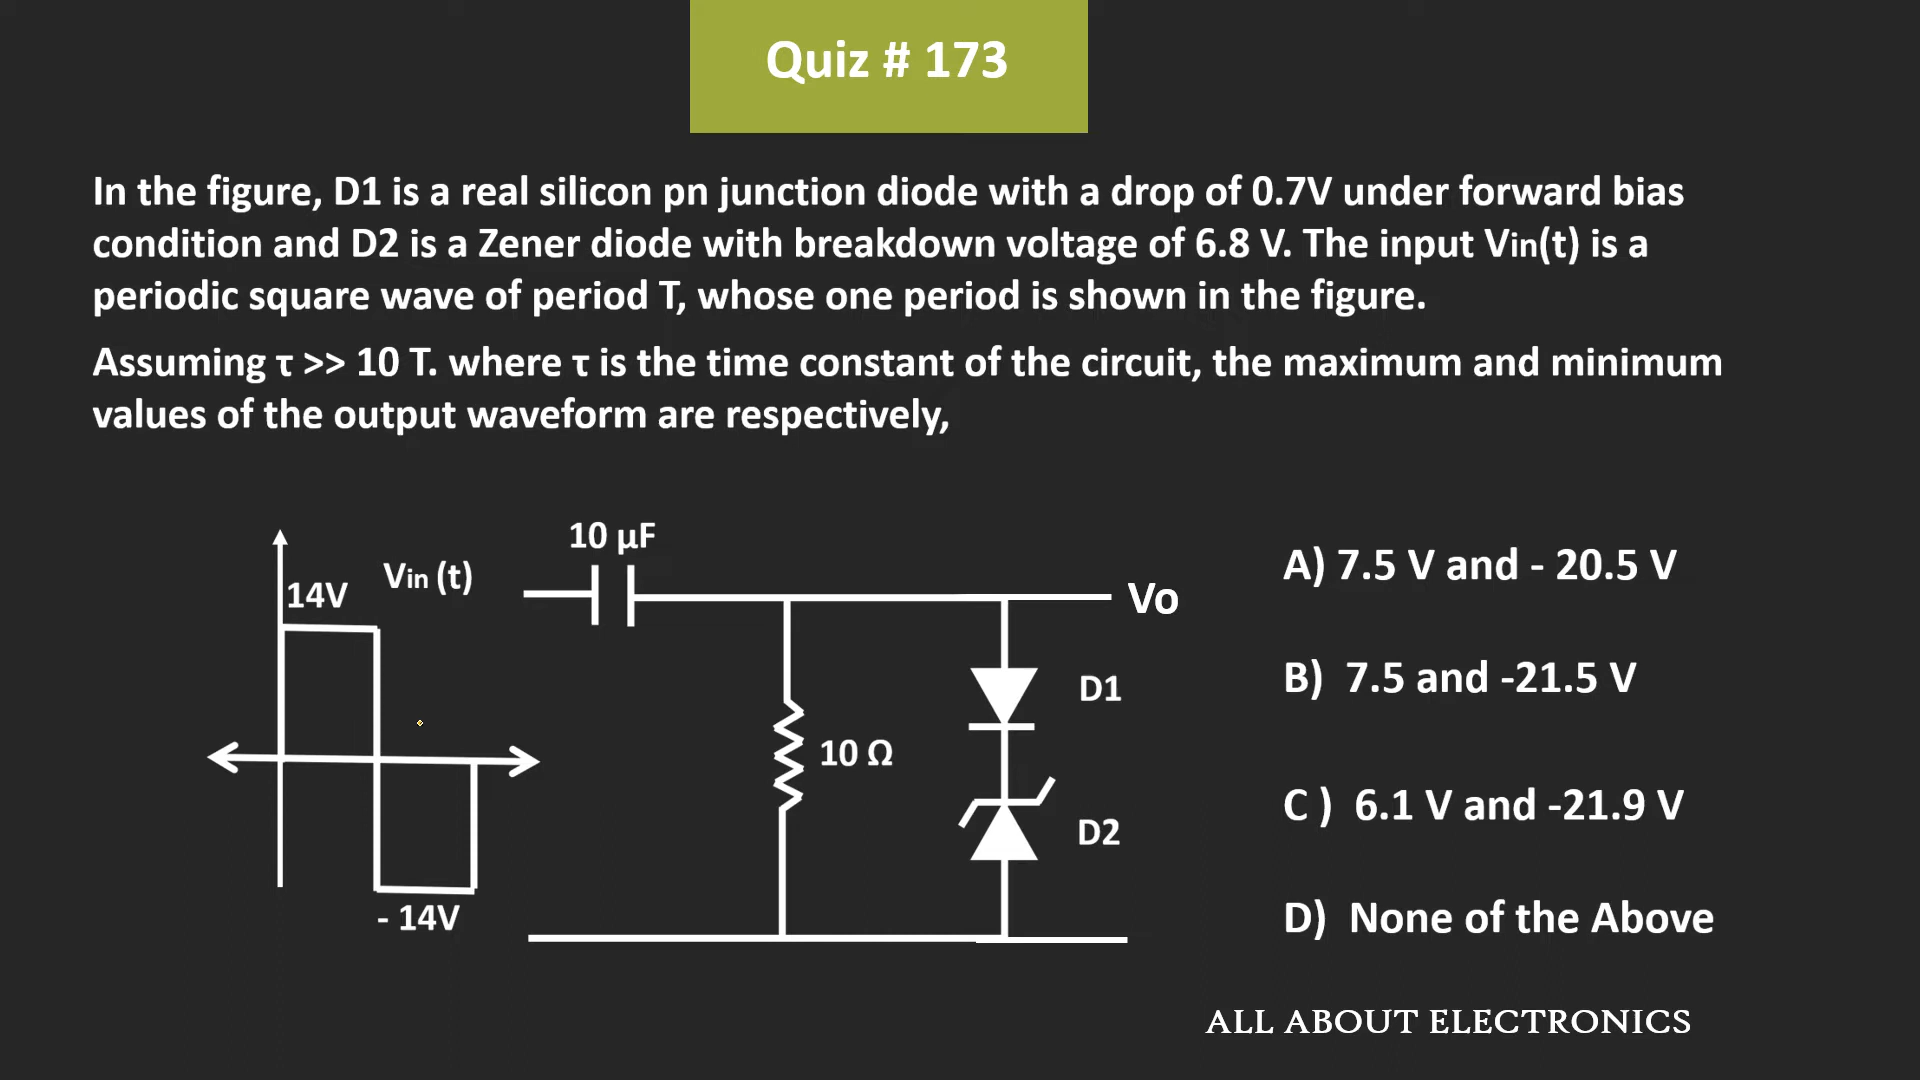 Quiz # 173
In the figure, D1 is a real silicon pn junction diode with a drop of 0.7V under forward bias
condition and D2 is a Zener diode with breakdown voltage of 6.8 V. The input Vin(t) is a
periodic square wave of period T, whose one period is shown in the figure.
Assuming τ >> 10 T. where τ is the time constant of the circuit, the maximum and minimum
values of the output waveform are respectively,
10 μF
Vin (t)
14V
Vo
D1
10 Ω
D2
- 14V
A) 7.5 V and - 20.5 V
B) 7.5 and -21.5 V
C ) 6.1 V and -21.9 V
D) None of the Above
ALL ABOUT ELECTRONICS